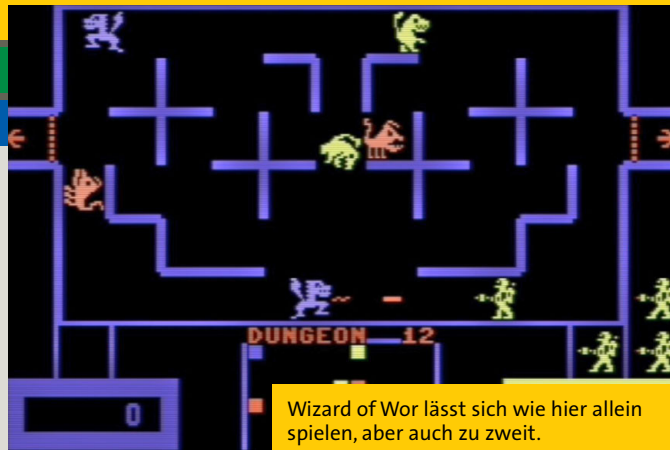 DUNGEON 12
0
Wizard of Wor lässt sich wie hier allein
spielen, aber auch zu zweit.